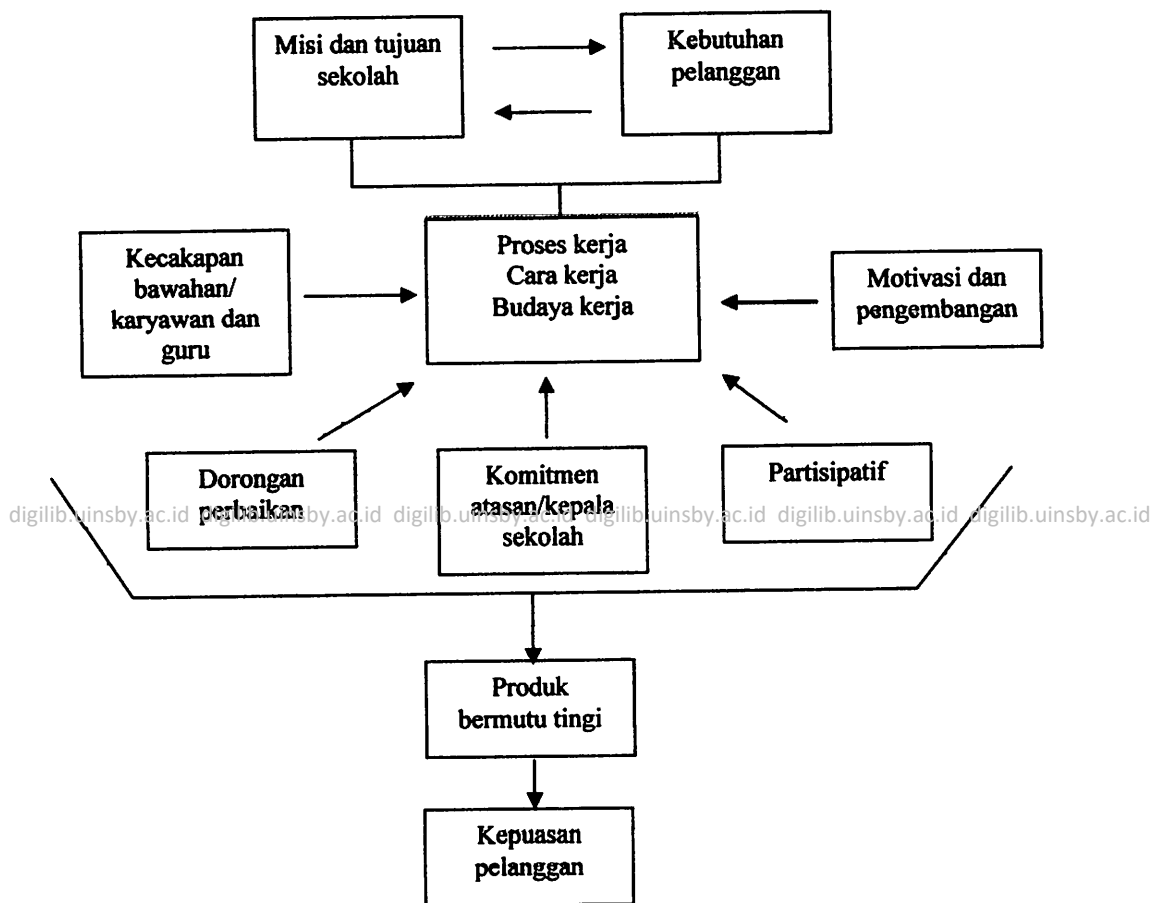 Misi dan tujuan
sekolah
Kebutuhan
pelanggan
Proses kerja
Cara kerja
Budaya kerja
Kecakapan
bawahan/
karyawan dan
guru
Motivasi dan
pengembangan
Dorongan
perbaikan
Komitmen
atasan/kepala
sekolah
Partisipatif
digilib.uinsby.ac.id digilib.uinsby.ac.id digilib.uinsby.ac.id digilib.uinsby.ac.id digilib.uinsby.ac.id digilib.uinsby.ac.id
Produk
bermutu tingi
Kepuasan
pelanggan